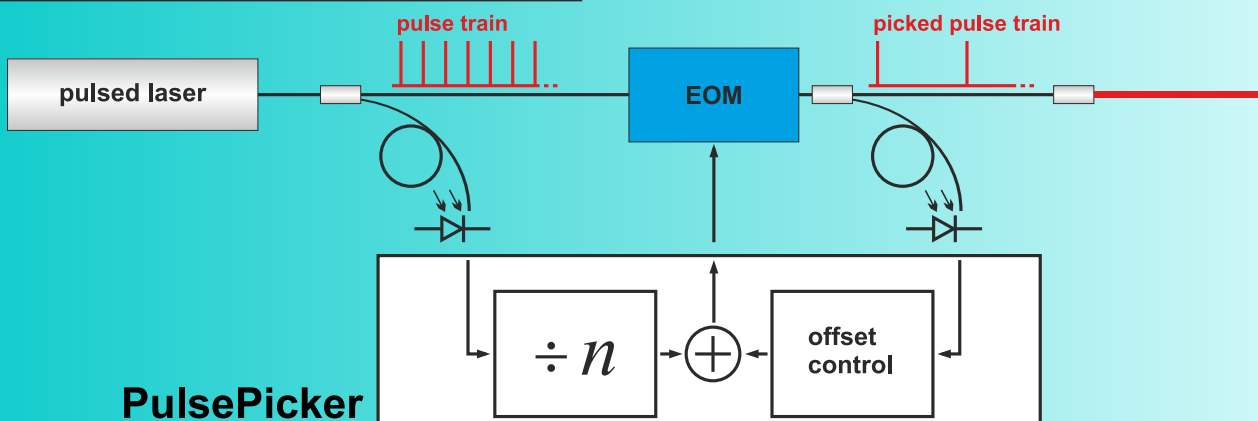 pulse train
picked pulse train
pulsed laser
EOM
÷ n
offset
control
PulsePicker